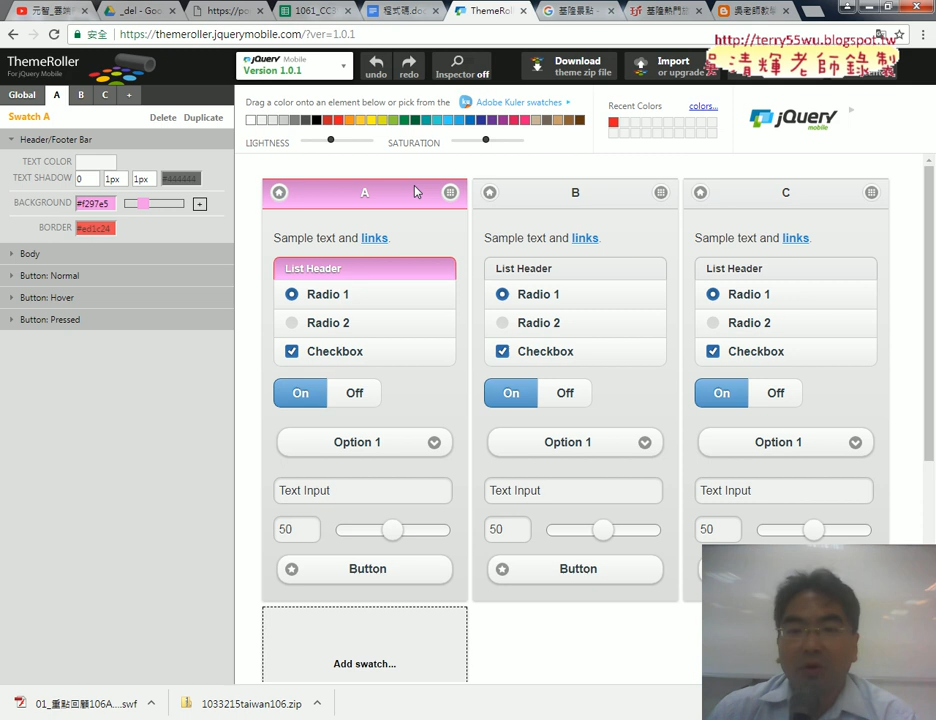 元智_雲端
_del - Goo
https://po
1061_CC3
程式碼.do
ThemeRol
基隆景點 -
基隆熱門旅
吳老師教
安全 https://themeroller.jquerymobile.com/?ver=1.0.1
http://terry55wu.blogspot.tw
吳清輝老師錄製
ThemeRoller
For jQuery Mobile
jQuery Mobile
Version 1.0.1
undo
redo
Inspector off
Download
theme zip file
Import
or upgrade
Global A B C +
Swatch A Delete Duplicate
Header/Footer Bar
TEXT COLOR
TEXT SHADOW 0 1px 1px #444444
BACKGROUND #f297e5 +
BORDER #ed1c24
Body
Button: Normal
Button: Hover
Button: Pressed
Drag a color onto an element below or pick from the Adobe Kuler swatches
LIGHTNESS SATURATION
Recent Colors colors...
jQuery
mobile
A
Sample text and links.
List Header
Radio 1
Radio 2
Checkbox
On Off
Option 1
Text Input
50
Button
B
Sample text and links.
List Header
Radio 1
Radio 2
Checkbox
On Off
Option 1
Text Input
50
Button
C
Sample text and links.
List Header
Radio 1
Radio 2
Checkbox
On Off
Option 1
Text Input
50
Add swatch...
01_重點回顧106A....swf
1033215taiwan106.zip